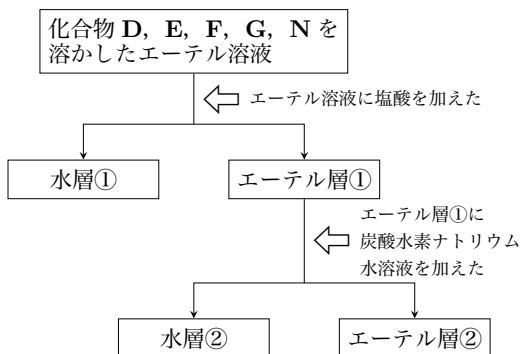 化合物 D, E, F, G, N を
溶かしたエーテル溶液
エーテル溶液に塩酸を加えた
水層①
エーテル層①
エーテル層①に
炭酸水素ナトリウム
水溶液を加えた
水層②
エーテル層②